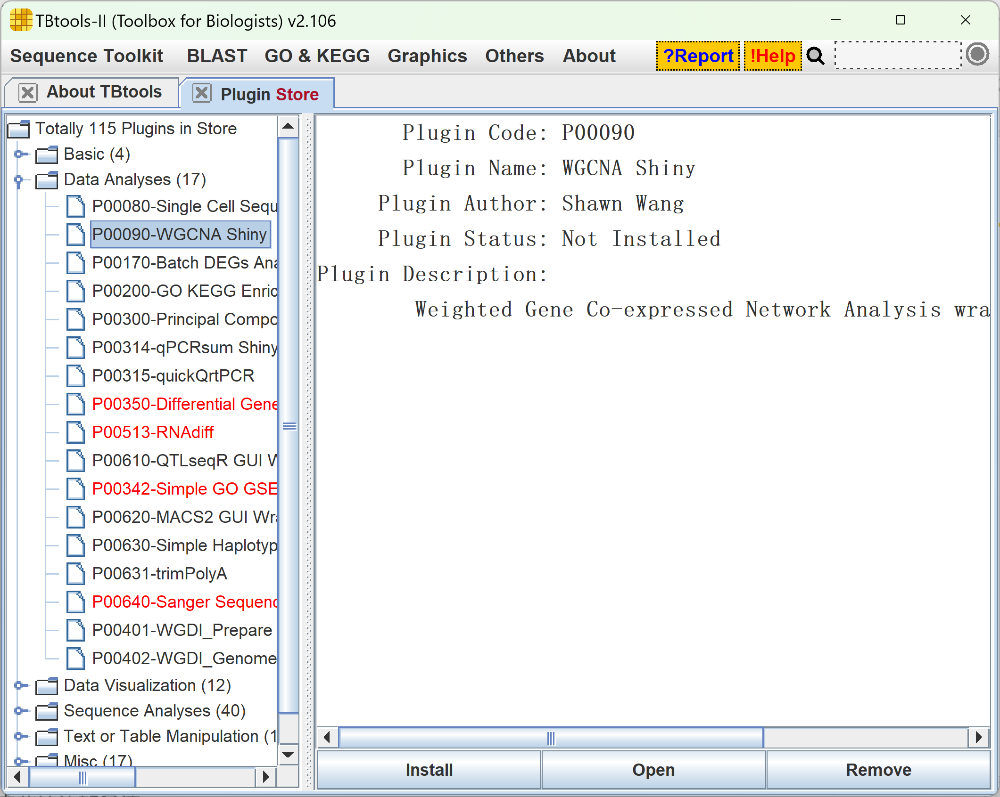 TBtools-II (Toolbox for Biologists) v2.106
Sequence Toolkit BLAST GO & KEGG Graphics Others About ?Report !Help
About TBtools Plugin Store
Totally 115 Plugins in Store
Basic (4)
Data Analyses (17)
P00080-Single Cell Sequ
P00090-WGCNA Shiny
P00170-Batch DEGs Ana
P00200-GO KEGG Enric
P00300-Principal Compo
P00314-qPCRsum Shiny
P00315-quickQrtPCR
P00350-Differential Gene
P00513-RNAdiff
P00610-QTLseqR GUI W
P00342-Simple GO GSE
P00620-MACS2 GUI Wra
P00630-Simple Haplotyp
P00631-trimPolyA
P00640-Sanger Sequenc
P00401-WGDI_Prepare
P00402-WGDI_Genome
Data Visualization (12)
Sequence Analyses (40)
Text or Table Manipulation (1
Misc (17)
Plugin Code: P00090
Plugin Name: WGCNA Shiny
Plugin Author: Shawn Wang
Plugin Status: Not Installed
Plugin Description:
Weighted Gene Co-expressed Network Analysis wra
Install Open Remove